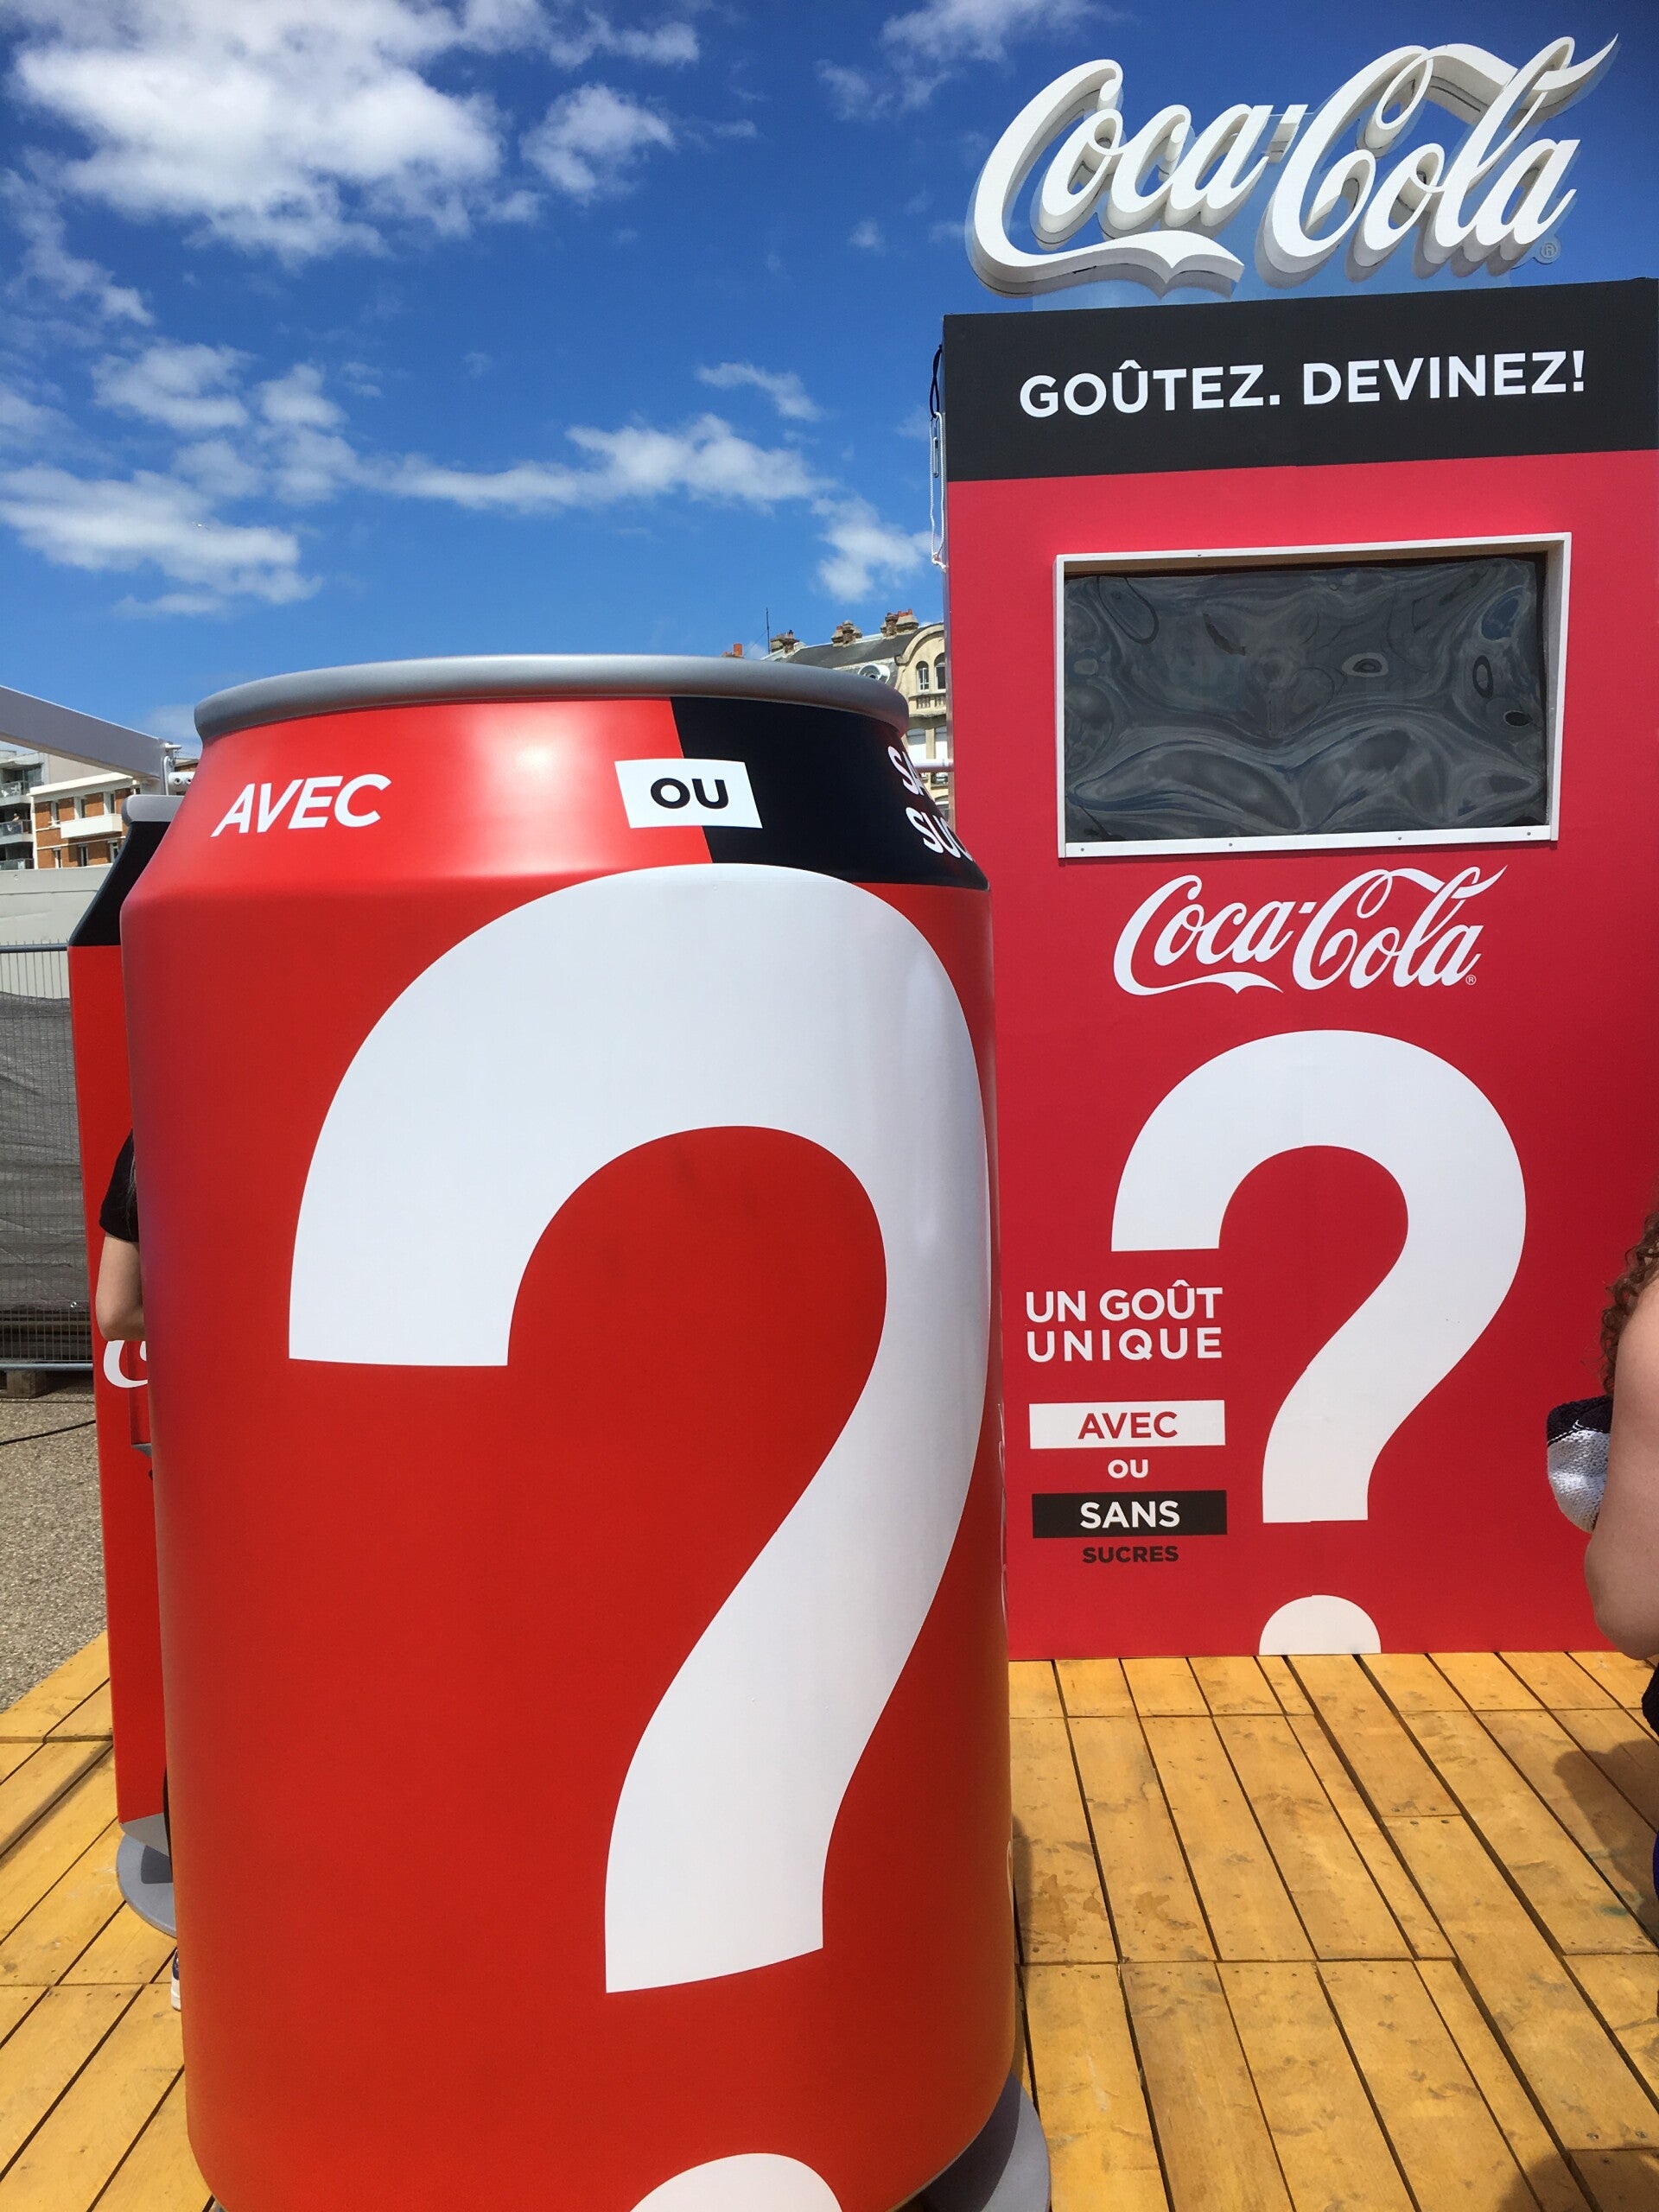 Coca-Cola
GOÛTEZ. DEVINEZ!
Coca-Cola
?
UN GOÛT
UNIQUE
AVEC
OU
SANS
SUCRES
AVEC
OU
?